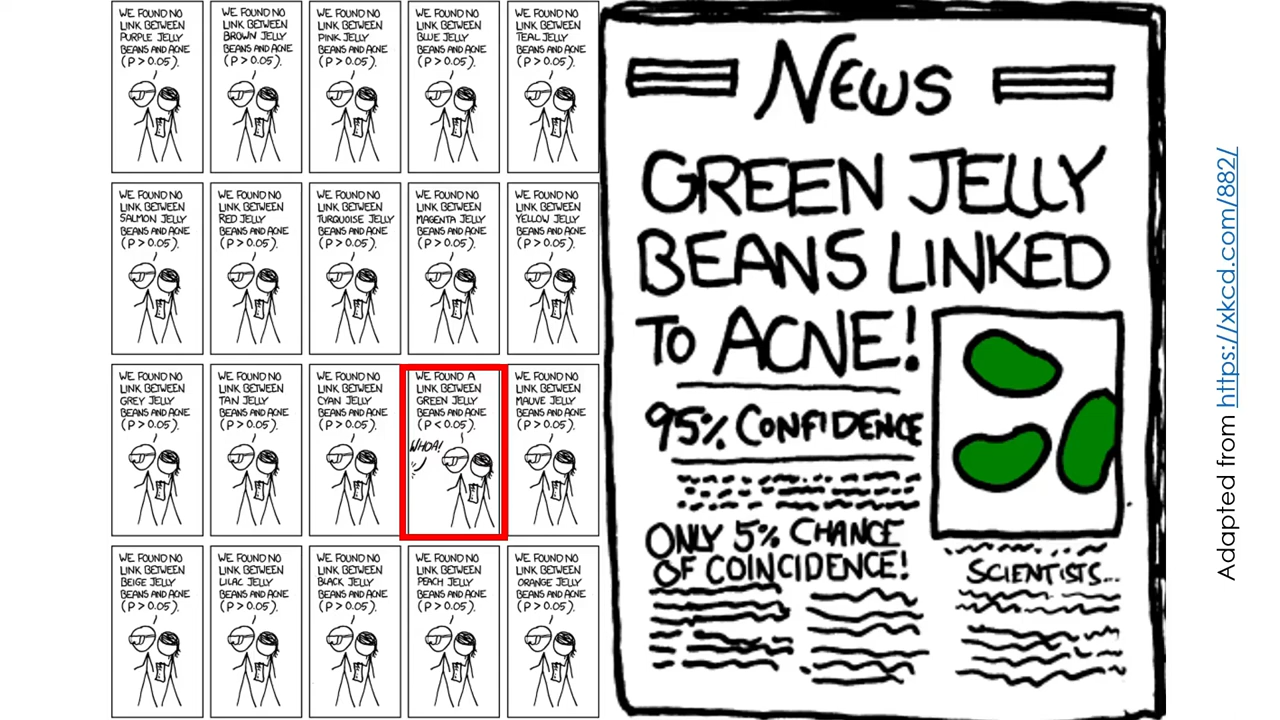 WE FOUND NO
LINK BETWEEN
PURPLE JELLY
BEANS AND ACNE
(P > 0.05).
WE FOUND NO
LINK BETWEEN
BROWN JELLY
BEANS AND ACNE
(P > 0.05).
WE FOUND NO
LINK BETWEEN
PINK JELLY
BEANS AND ACNE
(P > 0.05).
WE FOUND NO
LINK BETWEEN
BLUE JELLY
BEANS AND ACNE
(P > 0.05).
WE FOUND NO
LINK BETWEEN
TEAL JELLY
BEANS AND ACNE
(P > 0.05).
WE FOUND NO
LINK BETWEEN
SALMON JELLY
BEANS AND ACNE
(P > 0.05).
WE FOUND NO
LINK BETWEEN
RED JELLY
BEANS AND ACNE
(P > 0.05).
WE FOUND NO
LINK BETWEEN
TURQUOISE JELLY
BEANS AND ACNE
(P > 0.05).
WE FOUND NO
LINK BETWEEN
MAGENTA JELLY
BEANS AND ACNE
(P > 0.05).
WE FOUND NO
LINK BETWEEN
YELLOW JELLY
BEANS AND ACNE
(P > 0.05).
WE FOUND NO
LINK BETWEEN
GREY JELLY
BEANS AND ACNE
(P > 0.05).
WE FOUND NO
LINK BETWEEN
TAN JELLY
BEANS AND ACNE
(P > 0.05).
WE FOUND NO
LINK BETWEEN
CYAN JELLY
BEANS AND ACNE
(P > 0.05).
WE FOUND A
LINK BETWEEN
GREEN JELLY
BEANS AND ACNE
(P < 0.05).
WHOA!
WE FOUND NO
LINK BETWEEN
MAUVE JELLY
BEANS AND ACNE
(P > 0.05).
WE FOUND NO
LINK BETWEEN
BEIGE JELLY
BEANS AND ACNE
(P > 0.05).
WE FOUND NO
LINK BETWEEN
LILAC JELLY
BEANS AND ACNE
(P > 0.05).
WE FOUND NO
LINK BETWEEN
BLACK JELLY
BEANS AND ACNE
(P > 0.05).
WE FOUND NO
LINK BETWEEN
PEACH JELLY
BEANS AND ACNE
(P > 0.05).
WE FOUND NO
LINK BETWEEN
ORANGE JELLY
BEANS AND ACNE
(P > 0.05).
NEWS
GREEN JELLY
BEANS LINKED
TO ACNE!
95% CONFIDENCE
ONLY 5% CHANCE
OF COINCIDENCE!
SCIENTISTS...
Adapted from https://xkcd.com/882/